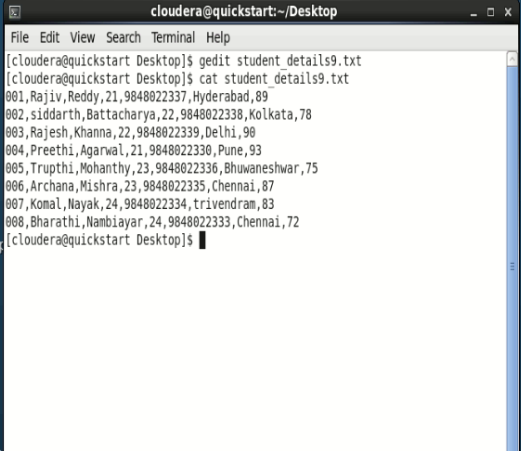 cloudera@quickstart:~/Desktop
File Edit View Search Terminal Help
[cloudera@quickstart Desktop]$ gedit student_details9.txt
[cloudera@quickstart Desktop]$ cat student_details9.txt
001,Rajiv,Reddy,21,9848022337,Hyderabad,89
002,siddarth,Battacharya,22,9848022338,Kolkata,78
003,Rajesh,Khanna,22,9848022339,Delhi,90
004,Preethi,Agarwal,21,9848022330,Pune,93
005,Trupthi,Mohanthy,23,9848022336,Bhuwaneshwar,75
006,Archana,Mishra,23,9848022335,Chennai,87
007,Komal,Nayak,24,9848022334,trivendram,83
008,Bharathi,Nambiayar,24,9848022333,Chennai,72
[cloudera@quickstart Desktop]$